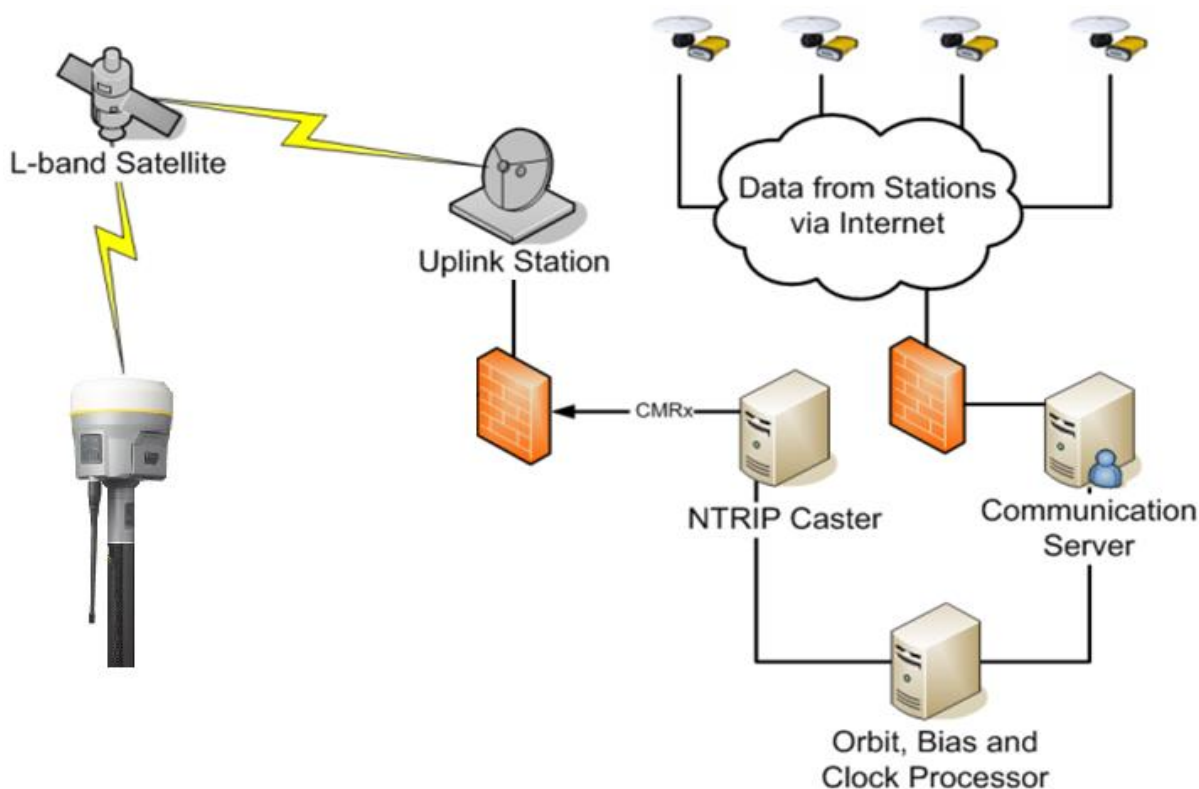 L-band Satellite
Uplink Station
Data from Stations
via Internet
CMRx
NTRIP Caster
Communication
Server
Orbit, Bias and
Clock Processor